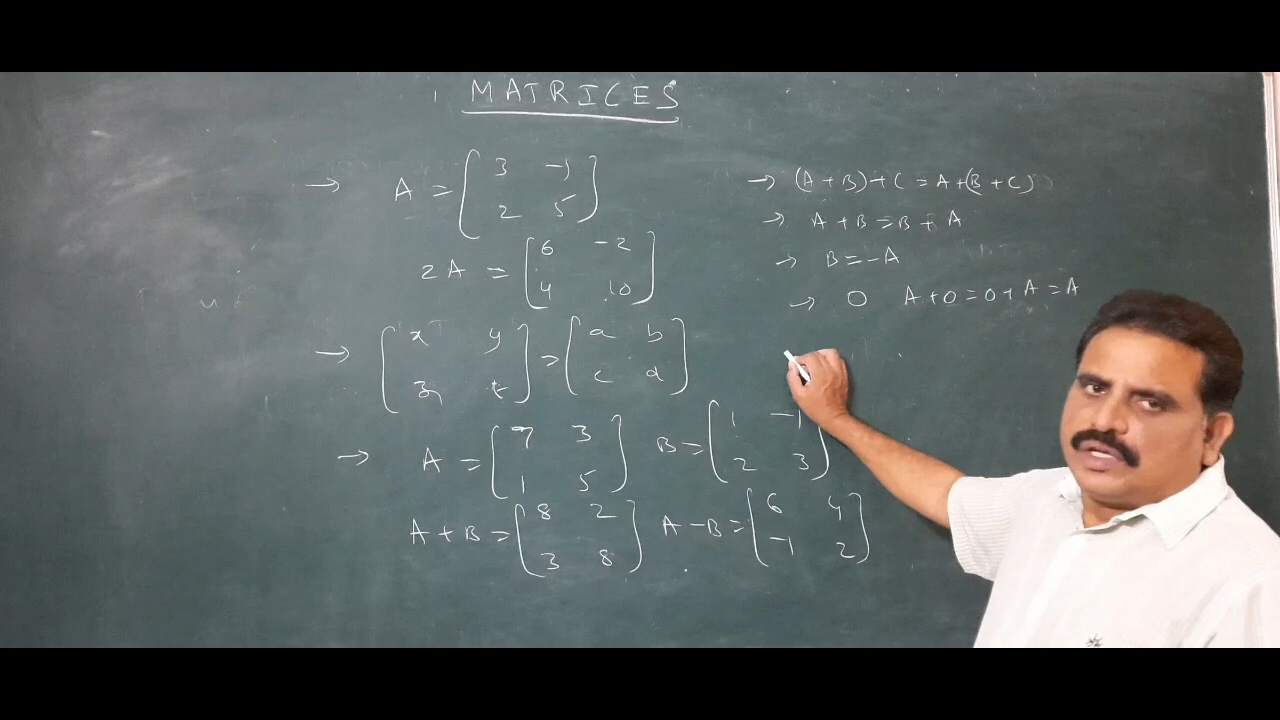 MATRICES
→ A = [ 3 -1
2 5 ]
2A = [ 6 -2
4 10 ]
→ [ x y
z t ] = [ a b
c d ]
→ A = [ 7 3
1 5 ] B = [ 1 -1
2 3 ]
A + B = [ 8 2
3 8 ] A - B = [ 6 4
-1 2 ]
→ (A + B) + C = A + (B + C)
→ A + B = B + A
→ B = -A
→ O A + O = O + A = A